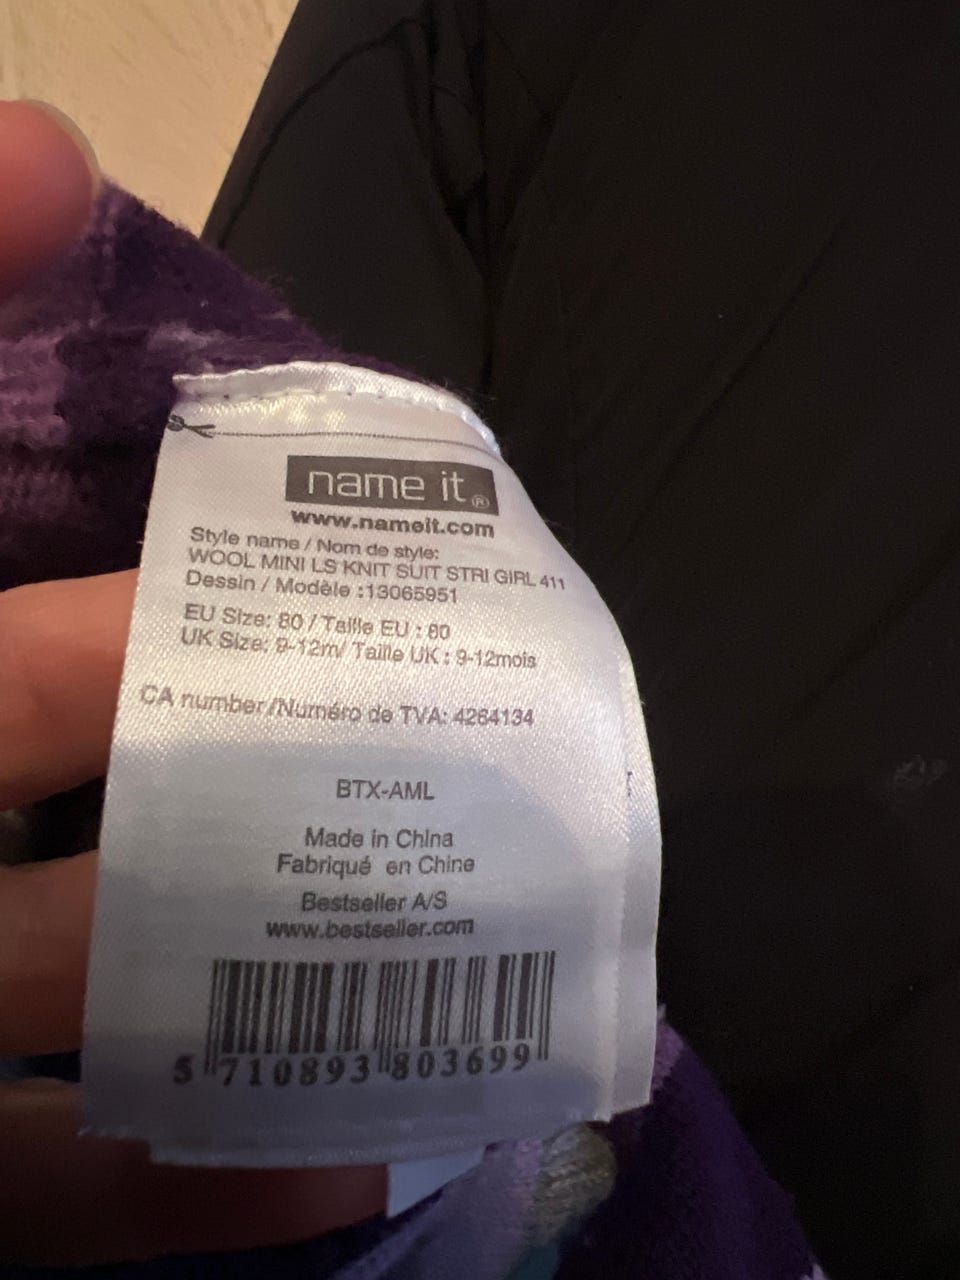 name it®
www.nameit.com
Style name / Nom de style:
WOOL MINI LS KNIT SUIT STRI GIRL 411
Dessin / Modèle :13065951
EU Size: 80 / Taille EU : 80
UK Size: 9-12m/ Taille UK : 9-12mois
CA number/Numéro de TVA: 4264134
BTX-AML
Made in China
Fabriqué en Chine
Bestseller A/S
www.bestseller.com
5 710893 803699